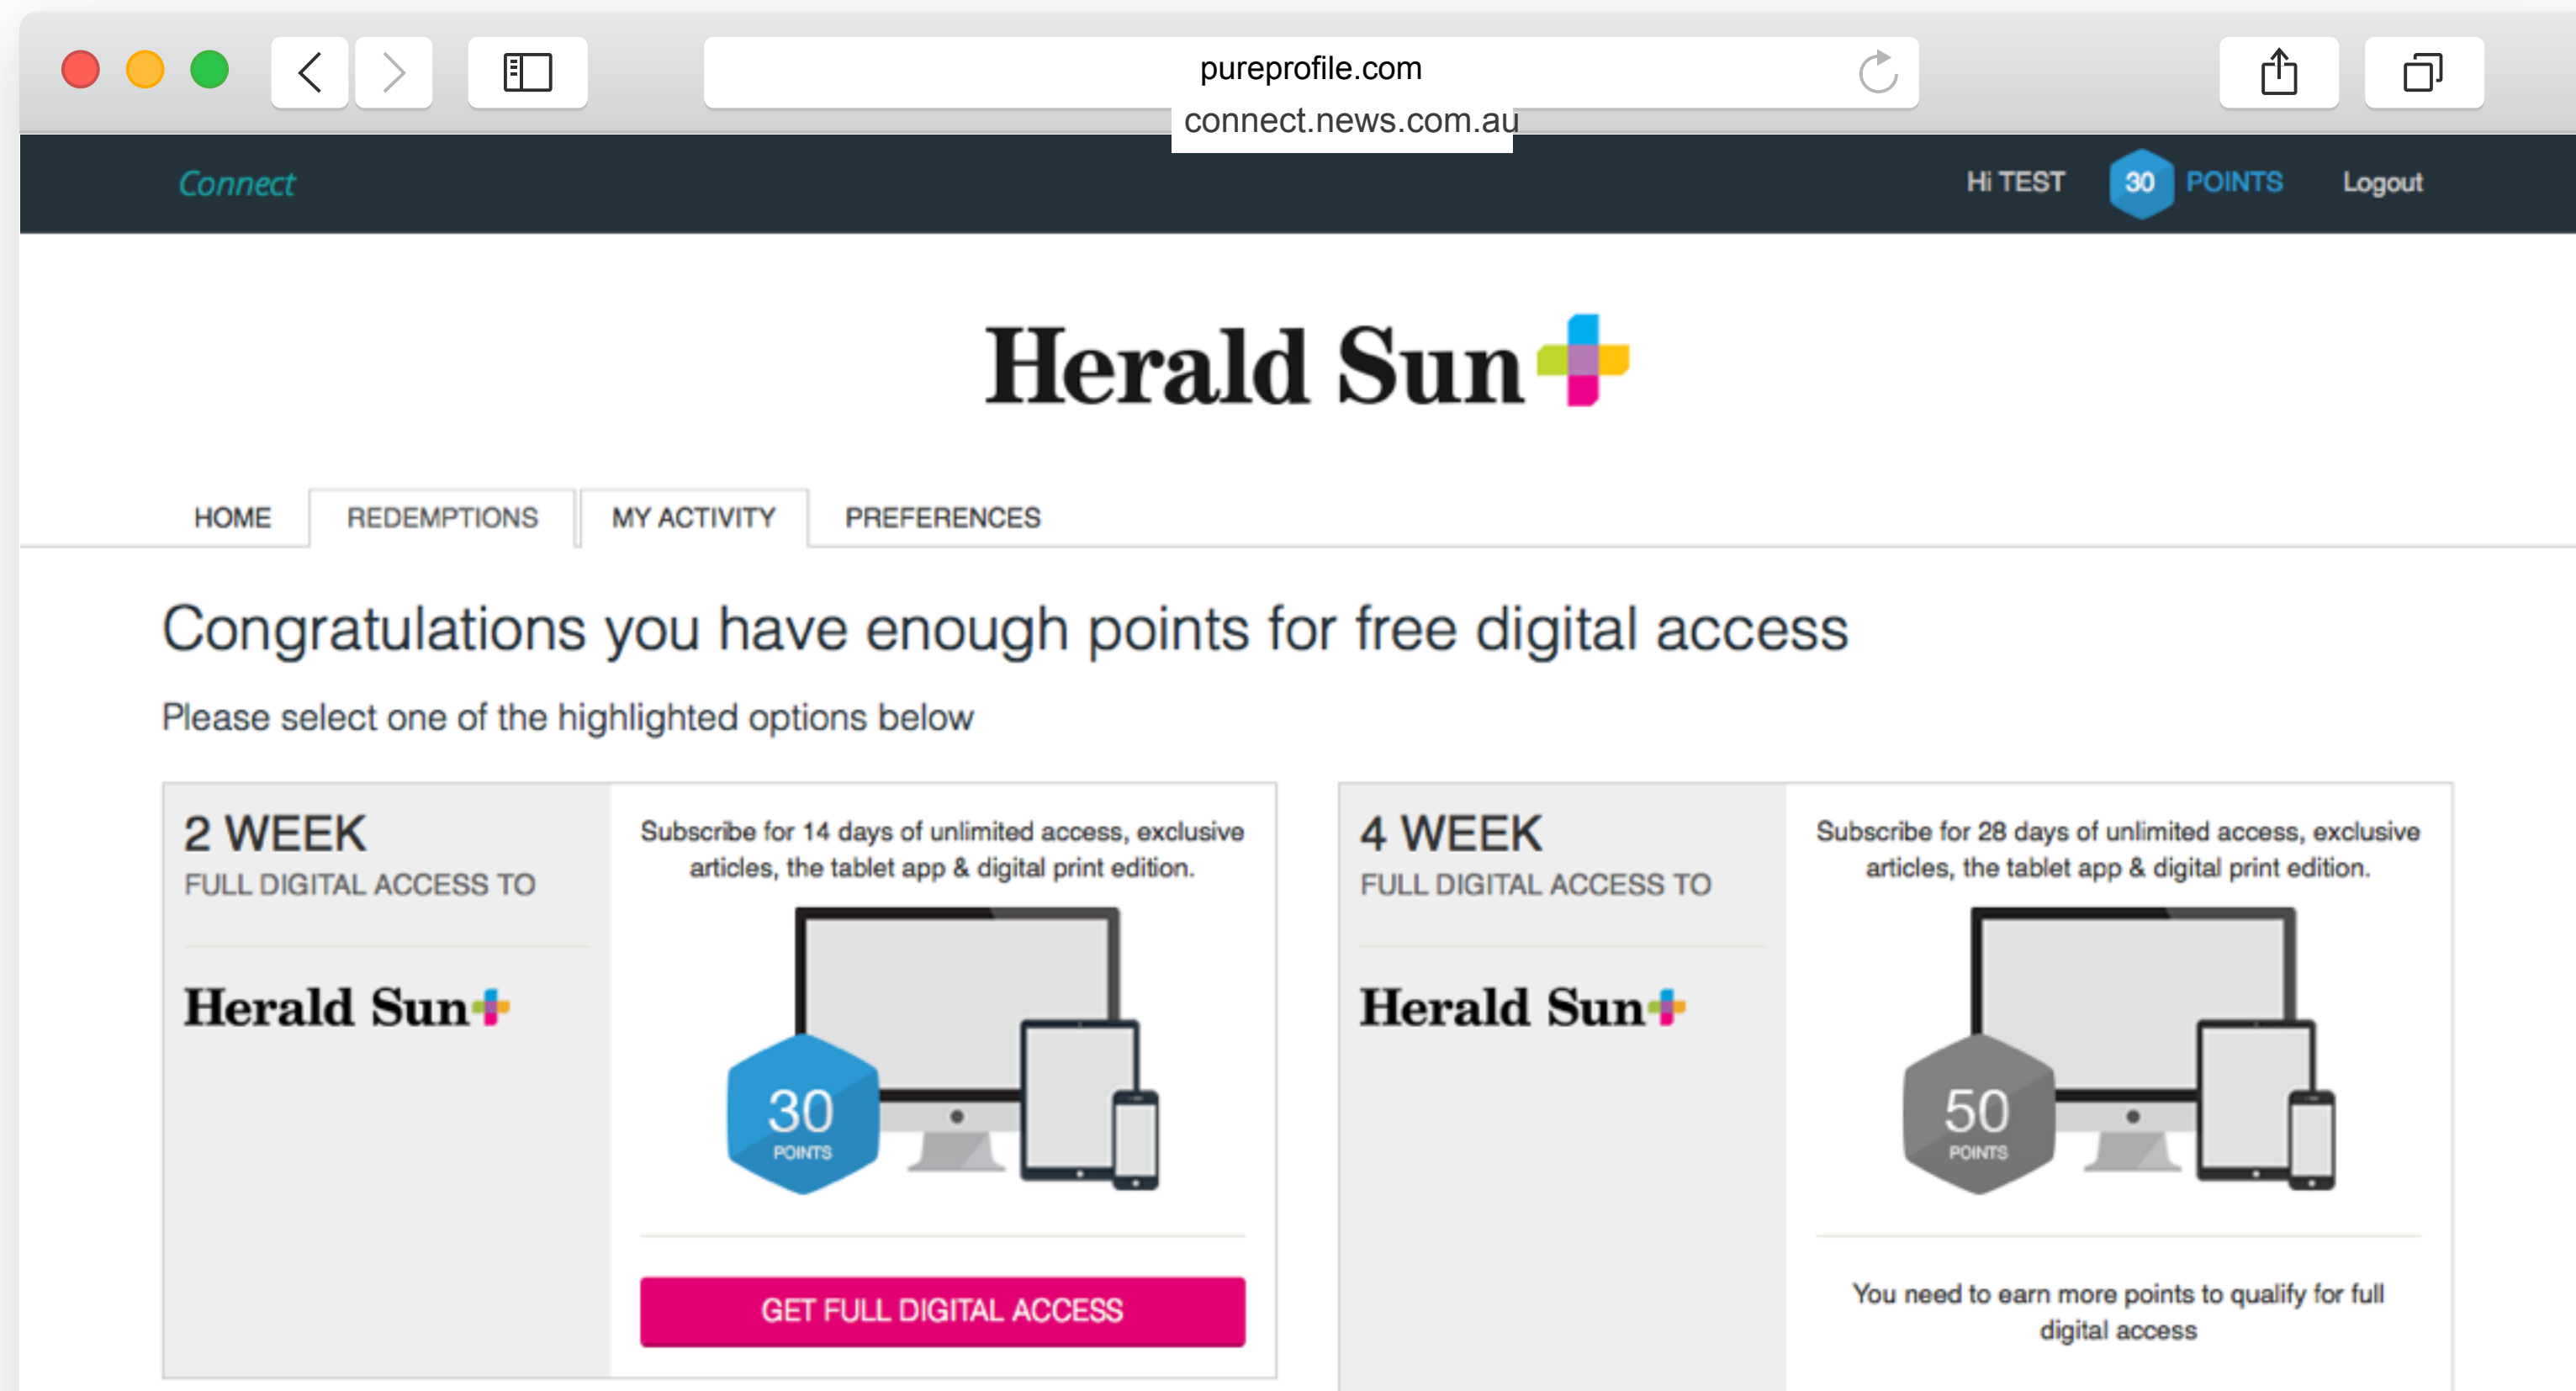 pureprofile.com
connect.news.com.au
Connect
Hi TEST 30 POINTS Logout
Herald Sun
HOME REDEMPTIONS MY ACTIVITY PREFERENCES
Congratulations you have enough points for free digital access
Please select one of the highlighted options below
2 WEEK
FULL DIGITAL ACCESS TO
Herald Sun
Subscribe for 14 days of unlimited access, exclusive
articles, the tablet app & digital print edition.
30
POINTS
GET FULL DIGITAL ACCESS
4 WEEK
FULL DIGITAL ACCESS TO
Herald Sun
Subscribe for 28 days of unlimited access, exclusive
articles, the tablet app & digital print edition.
50
POINTS
You need to earn more points to qualify for full
digital access